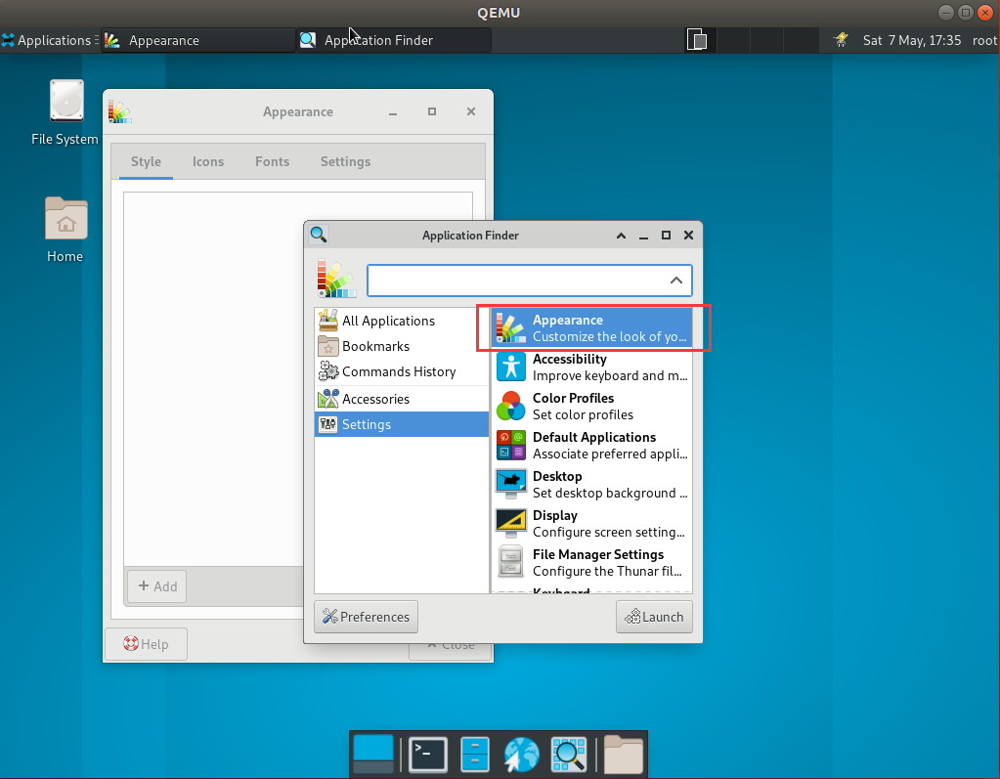 QEMU
Applications
Appearance
Application Finder
Sat 7 May, 17:35
root
File System
Home
Appearance
Style
Icons
Fonts
Settings
+ Add
Help
Close
Application Finder
All Applications
Bookmarks
Commands History
Accessories
Settings
Appearance
Customize the look of yo...
Accessibility
Improve keyboard and m...
Color Profiles
Set color profiles
Default Applications
Associate preferred appli...
Desktop
Set desktop background ...
Display
Configure screen setting...
File Manager Settings
Configure the Thunar fil...
Keyboard
Preferences
Launch